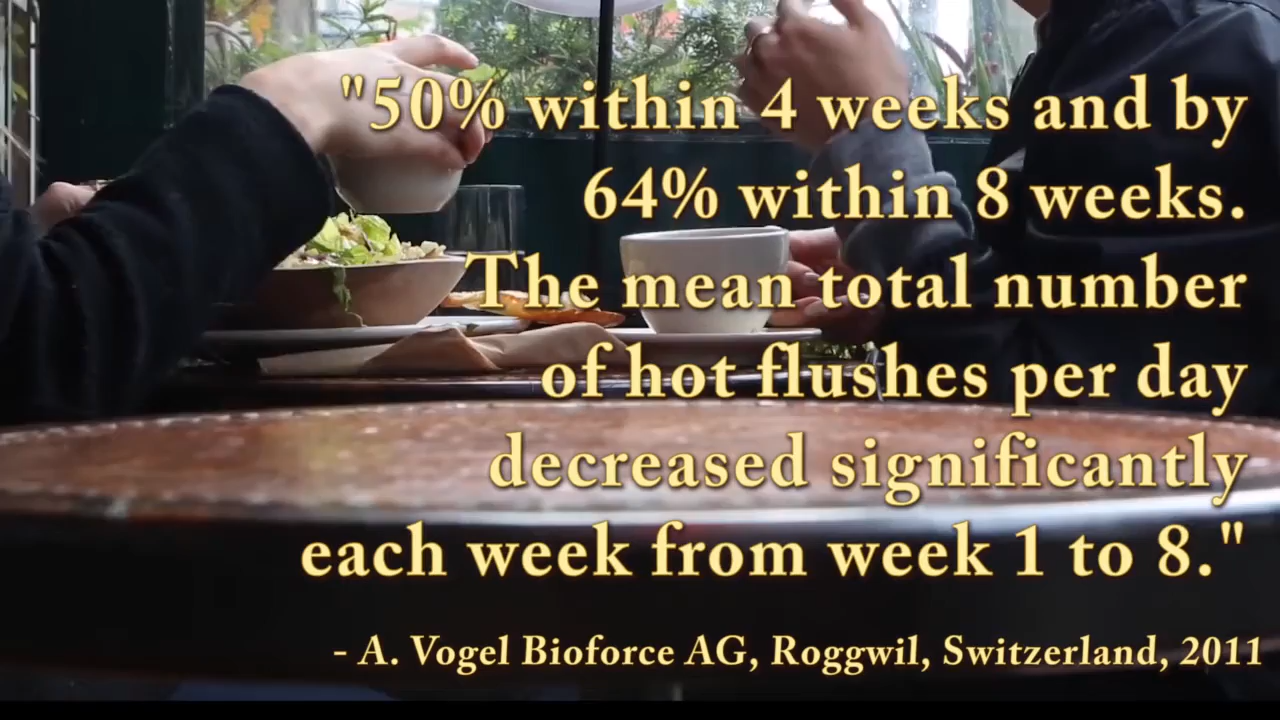 "50% within 4 weeks and by
64% within 8 weeks.
The mean total number
of hot flushes per day
decreased significantly
each week from week 1 to 8."
- A. Vogel Bioforce AG, Roggwil, Switzerland, 2011